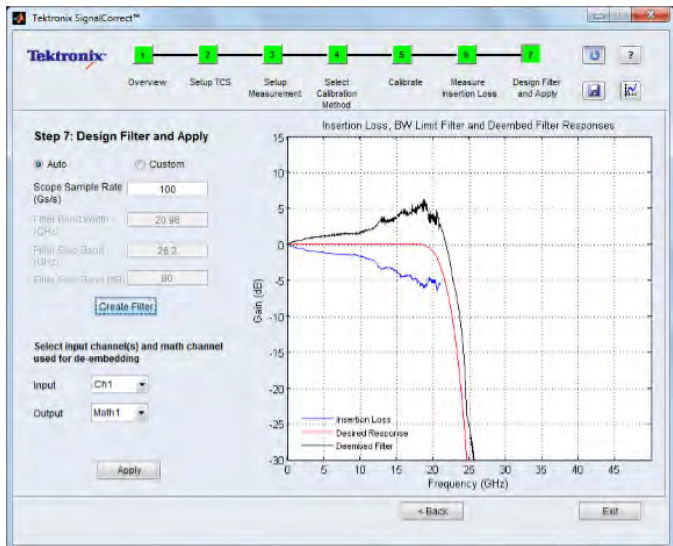 Tektronix SignalCorrect™
Tektronix
1 2 3 4 5 6 7
Overview
Setup TCS
Setup Measurement
Select Calibration Method
Calibrate
Measure Insertion Loss
Design Filter and Apply
?
Step 7: Design Filter and Apply
Auto
Custom
Scope Sample Rate (Gs/s)
100
Filter Band Width (GHz)
20.96
Filter Stop Band (GHz)
26.2
Filter Stop Band (dB)
80
Create Filter
Select input channel(s) and math channel
used for de-embedding
Input
Ch1
Output
Math1
Apply
Insertion Loss, BW Limit Filter and Deembed Filter Responses
15
10
5
0
-5
-10
-15
-20
-25
-30
Gain (dB)
Insertion Loss
Desired Response
Deembed Filter
0 5 10 15 20 25 30 35 40 45
Frequency (GHz)
< Back
Exit